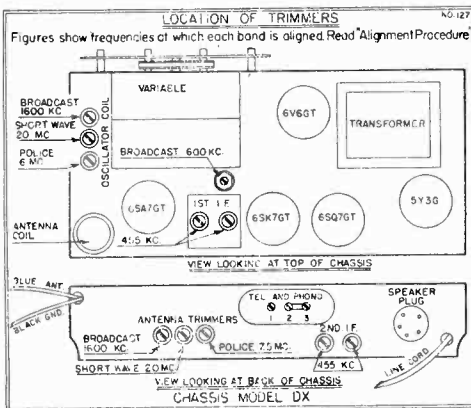 LOCATION OF TRIMMERS
NO.127
Figures show frequencies at which each band is aligned. Read "Alignment Procedure"
BROADCAST
1600 KC
SHORT WAVE
20 MC
POLICE
6 MC
OSCILLATOR COIL
VARIABLE
BROADCAST 600 KC.
6V6GT
TRANSFORMER
6SA7GT
1ST I.F.
6SK7GT
6SQ7GT
5Y3G
ANTENNA
COIL
455 KC.
VIEW LOOKING AT TOP OF CHASSIS
BLUE ANT.
BLACK GND.
TEL AND PHONO
1 2 3
SPEAKER
PLUG
ANTENNA TRIMMERS
BROADCAST
1600 KC.
POLICE 7.5 MC.
SHORT WAVE 20 MC
2ND I.F.
455 KC
LINE CORD
VIEW LOOKING AT BACK OF CHASSIS
CHASSIS MODEL DX